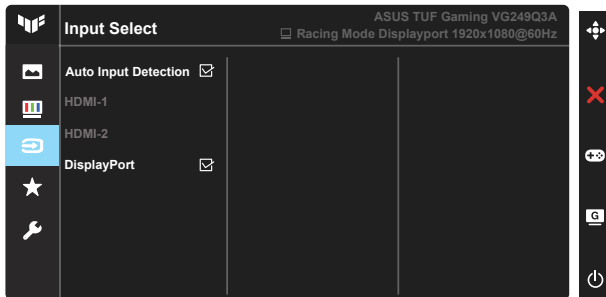 Input Select
ASUS TUF Gaming VG249Q3A
Racing Mode Displayport 1920x1080@60Hz
Auto Input Detection
HDMI-1
HDMI-2
DisplayPort
G